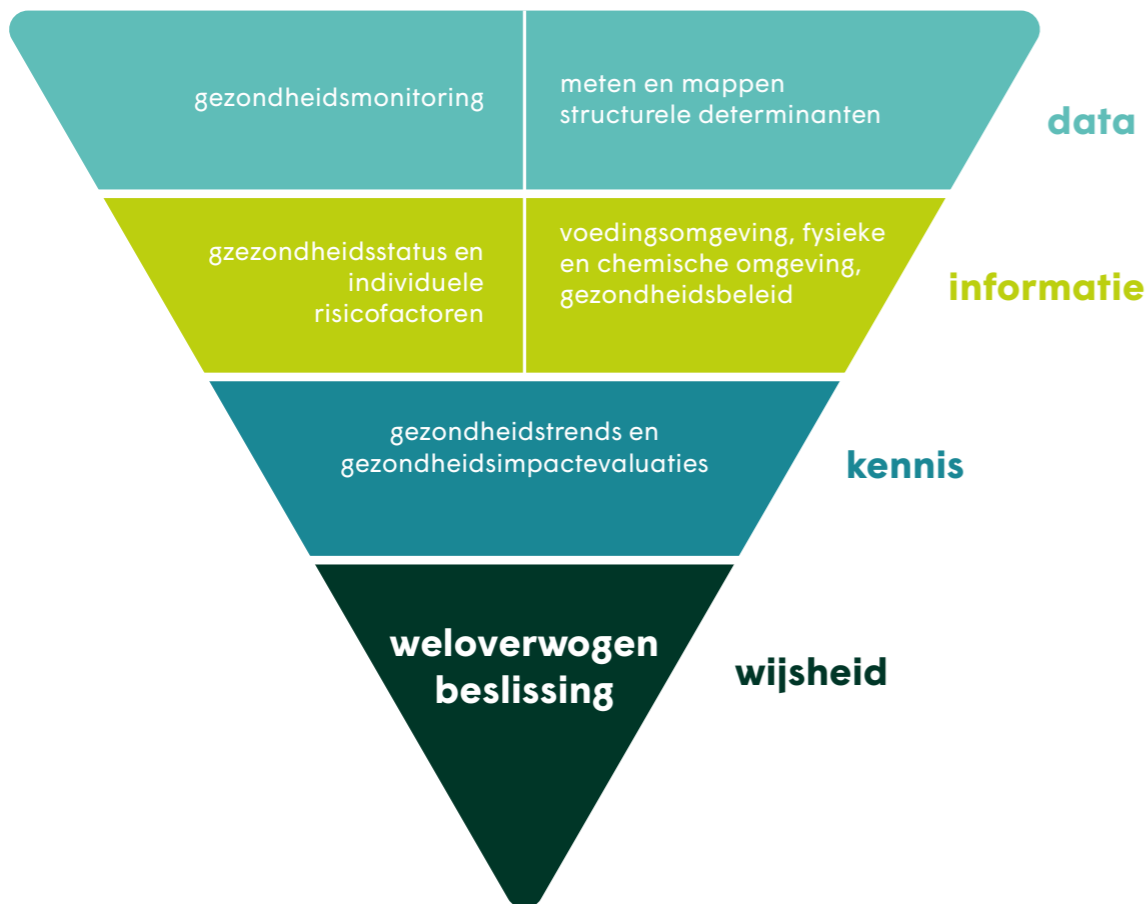 gezondheidsmonitoring
meten en mappen
structurele determinanten
data
gzezondheidsstatus en
individuele
risicofactoren
voedingsomgeving, fysieke
en chemische omgeving,
gezondheidsbeleid
informatie
gezondheidstrends en
gezondheidsimpactevaluaties
kennis
weloverwogen
beslissing
wijsheid